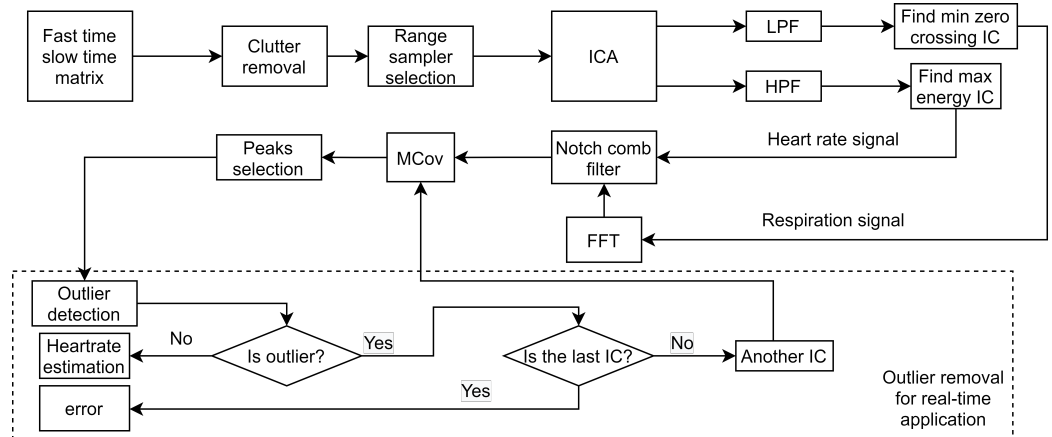 Fast time
slow time
matrix
Clutter
removal
Range
sampler
selection
ICA
LPF
Find min zero
crossing IC
HPF
Find max
energy IC
Heart rate signal
Peaks
selection
MCov
Notch comb
filter
Respiration signal
FFT
Outlier
detection
No
Is outlier?
Yes
Is the last IC?
No
Another IC
Heartrate
estimation
Yes
error
Outlier removal
for real-time
application